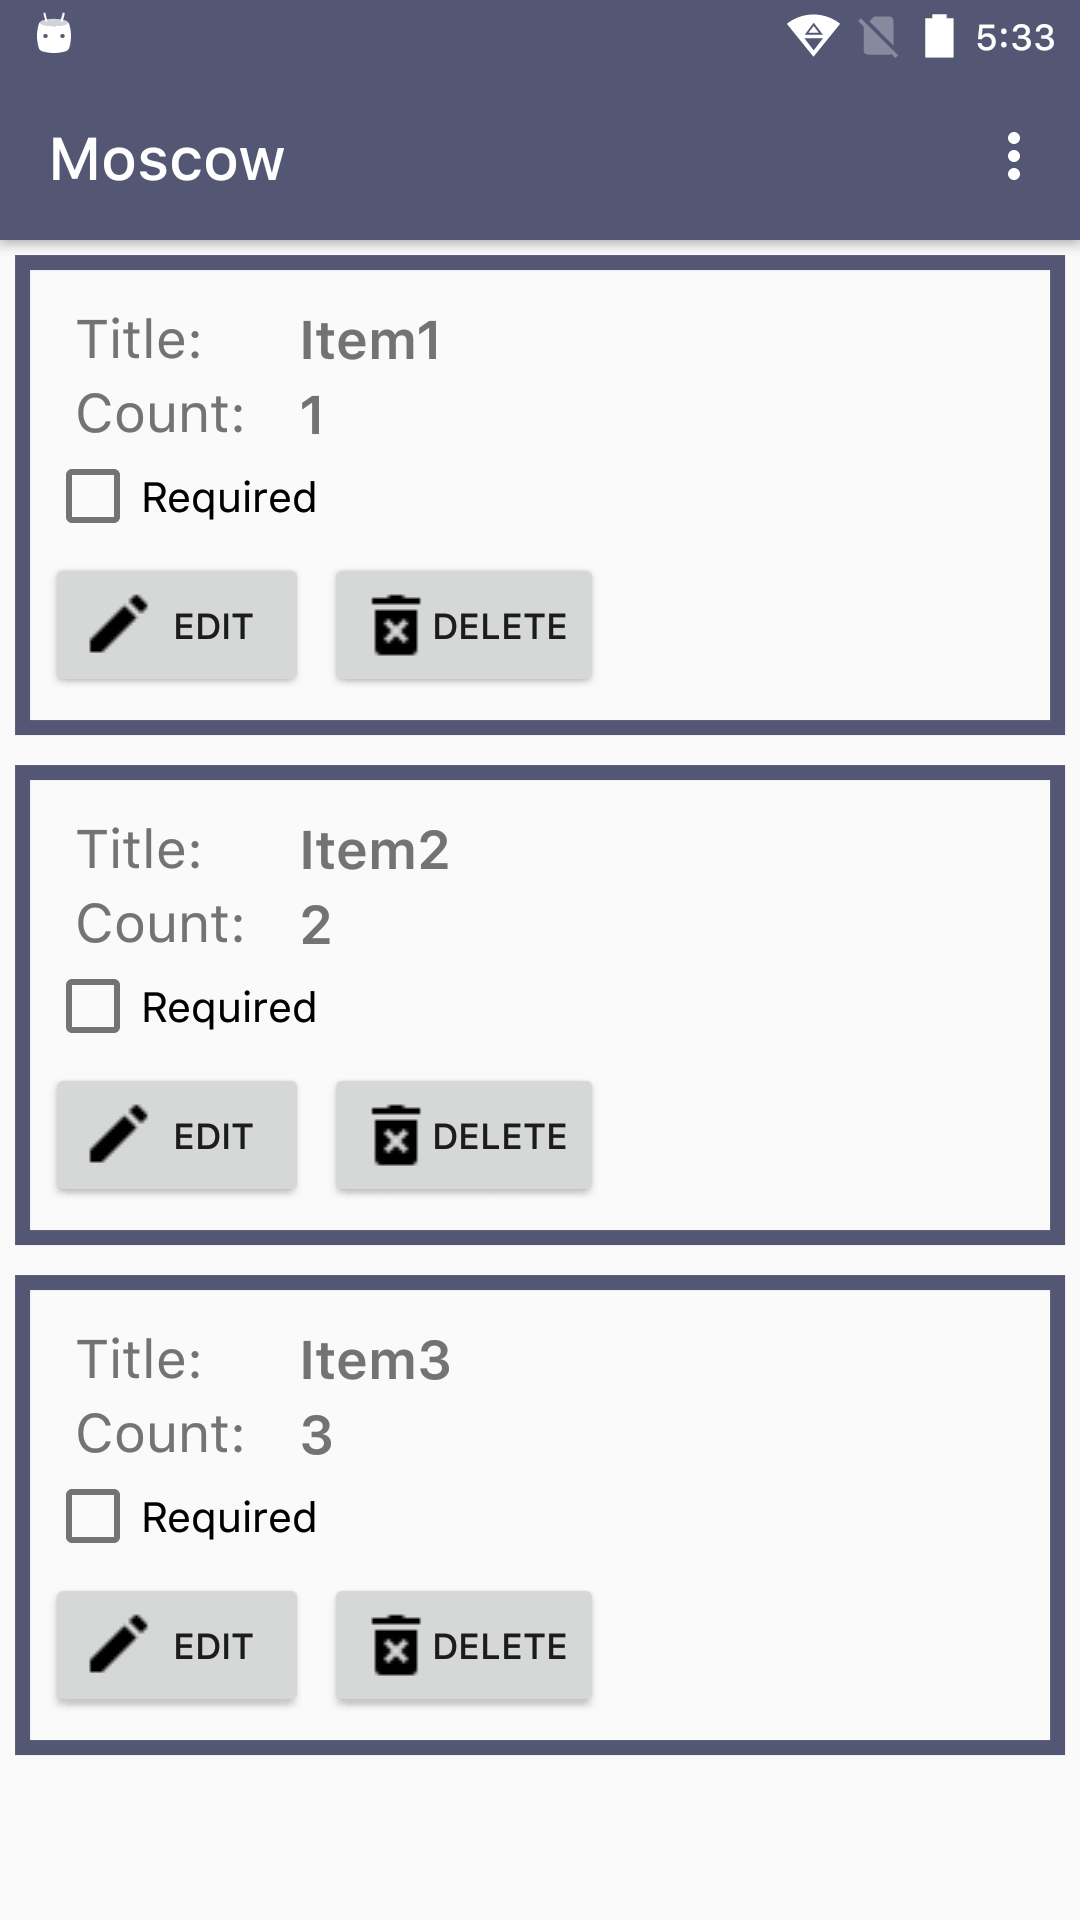 5:33
Moscow
Title: Item1
Count: 1
Required
EDIT DELETE
Title: Item2
Count: 2
Required
EDIT DELETE
Title: Item3
Count: 3
Required
EDIT DELETE